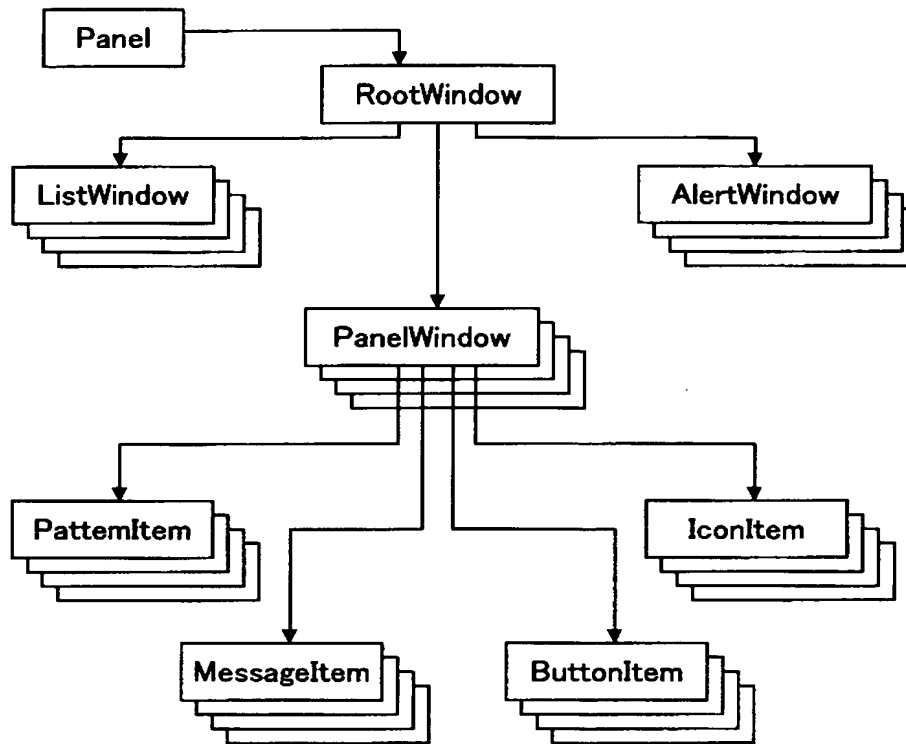 Panel
RootWindow
ListWindow
AlertWindow
PanelWindow
PattemItem
IconItem
MessageItem
ButtonItem